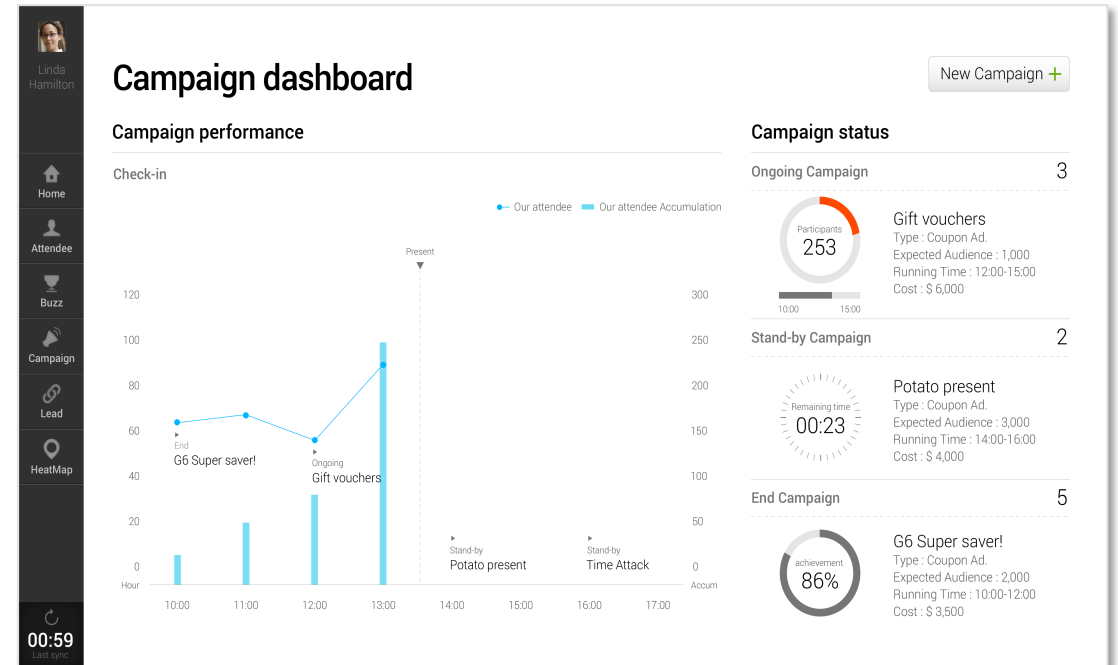 Linda
Hamilton
Home
Attendee
Buzz
Campaign
Lead
HeatMap
00:59
Last sync
Campaign dashboard
New Campaign +
Campaign performance
Check-in
Our attendee
Our attendee Accumulation
Present
120
100
80
60
40
20
0
Hour
300
250
200
150
100
50
0
Accum
End
G6 Super saver!
Ongoing
Gift vouchers
Stand-by
Potato present
Stand-by
Time Attack
10:00
11:00
12:00
13:00
14:00
15:00
16:00
17:00
Campaign status
Ongoing Campaign
3
Participants
253
10:00
15:00
Gift vouchers
Type : Coupon Ad.
Expected Audience : 1,000
Running Time : 12:00-15:00
Cost : $ 6,000
Stand-by Campaign
2
Remaining time
00:23
Potato present
Type : Coupon Ad.
Expected Audience : 3,000
Running Time : 14:00-16:00
Cost : $ 4,000
End Campaign
5
achievement
86%
G6 Super saver!
Type : Coupon Ad.
Expected Audience : 2,000
Running Time : 10:00-12:00
Cost : $ 3,500